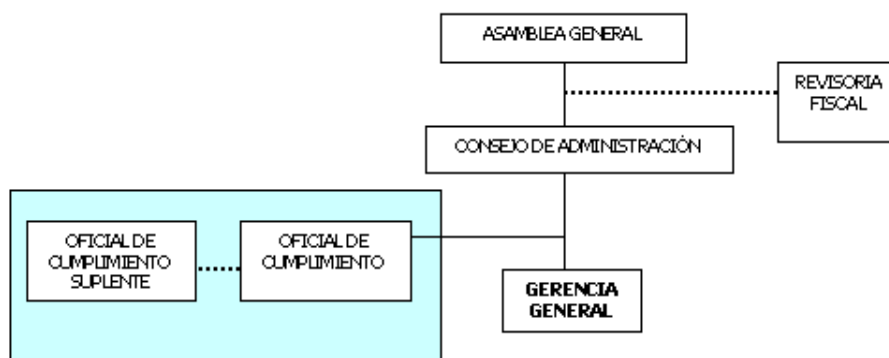 ASAMBLEA GENERAL
REVISORIA
FISCAL
CONSEJO DE ADMINISTRACIÓN
OFICIAL DE
CUMPLIMIENTO
SUPLENTE
OFICIAL DE
CUMPLIMIENTO
GERENCIA
GENERAL